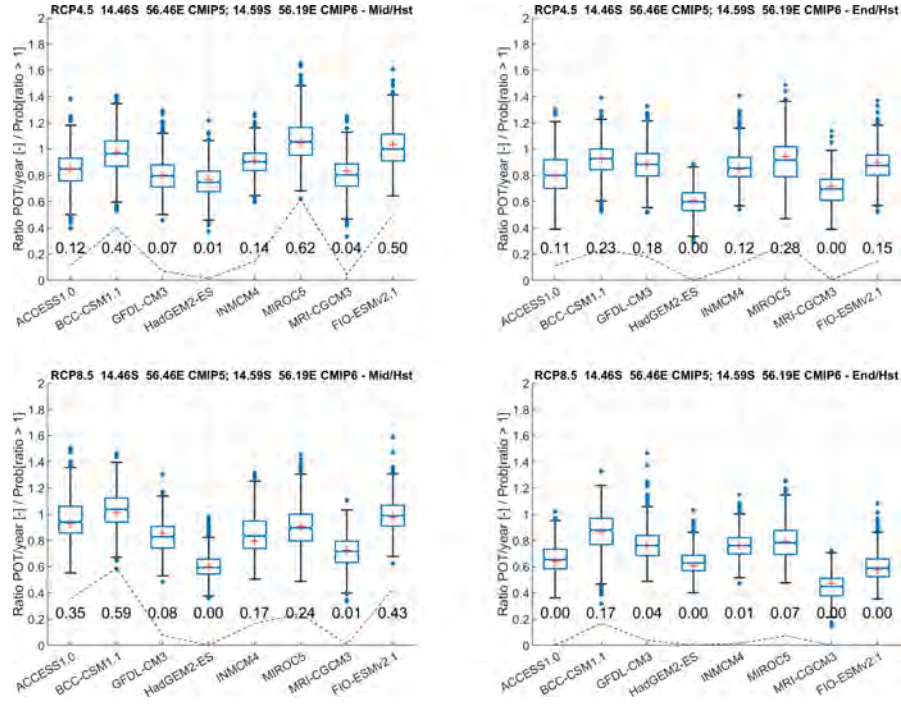 RCP4.5 14.46S 56.46E CMIP5; 14.59S 56.19E CMIP6 - Mid/Hst
Ratio POT/year [-] / Prob[ratio > 1]
2
1.8
1.6
1.4
1.2
1
0.8
0.6
0.4
0.2
0
0.12 0.40 0.07 0.01 0.14 0.62 0.04 0.50
ACCESS1.0 BCC-CSM1.1 GFDL-CM3 HadGEM2-ES INMCM4 MIROC5 MRI-CGCM3 FIO-ESMv2.1
RCP4.5 14.46S 56.46E CMIP5; 14.59S 56.19E CMIP6 - End/Hst
Ratio POT/year [-] / Prob[ratio > 1]
2
1.8
1.6
1.4
1.2
1
0.8
0.6
0.4
0.2
0
0.11 0.23 0.18 0.00 0.12 0.28 0.00 0.15
ACCESS1.0 BCC-CSM1.1 GFDL-CM3 HadGEM2-ES INMCM4 MIROC5 MRI-CGCM3 FIO-ESMv2.1
RCP8.5 14.46S 56.46E CMIP5; 14.59S 56.19E CMIP6 - Mid/Hst
Ratio POT/year [-] / Prob[ratio > 1]
2
1.8
1.6
1.4
1.2
1
0.8
0.6
0.4
0.2
0
0.35 0.59 0.08 0.00 0.17 0.24 0.01 0.43
ACCESS1.0 BCC-CSM1.1 GFDL-CM3 HadGEM2-ES INMCM4 MIROC5 MRI-CGCM3 FIO-ESMv2.1
RCP8.5 14.46S 56.46E CMIP5; 14.59S 56.19E CMIP6 - End/Hst
Ratio POT/year [-] / Prob[ratio > 1]
2
1.8
1.6
1.4
1.2
1
0.8
0.6
0.4
0.2
0
0.00 0.17 0.04 0.00 0.01 0.07 0.00 0.00
ACCESS1.0 BCC-CSM1.1 GFDL-CM3 HadGEM2-ES INMCM4 MIROC5 MRI-CGCM3 FIO-ESMv2.1